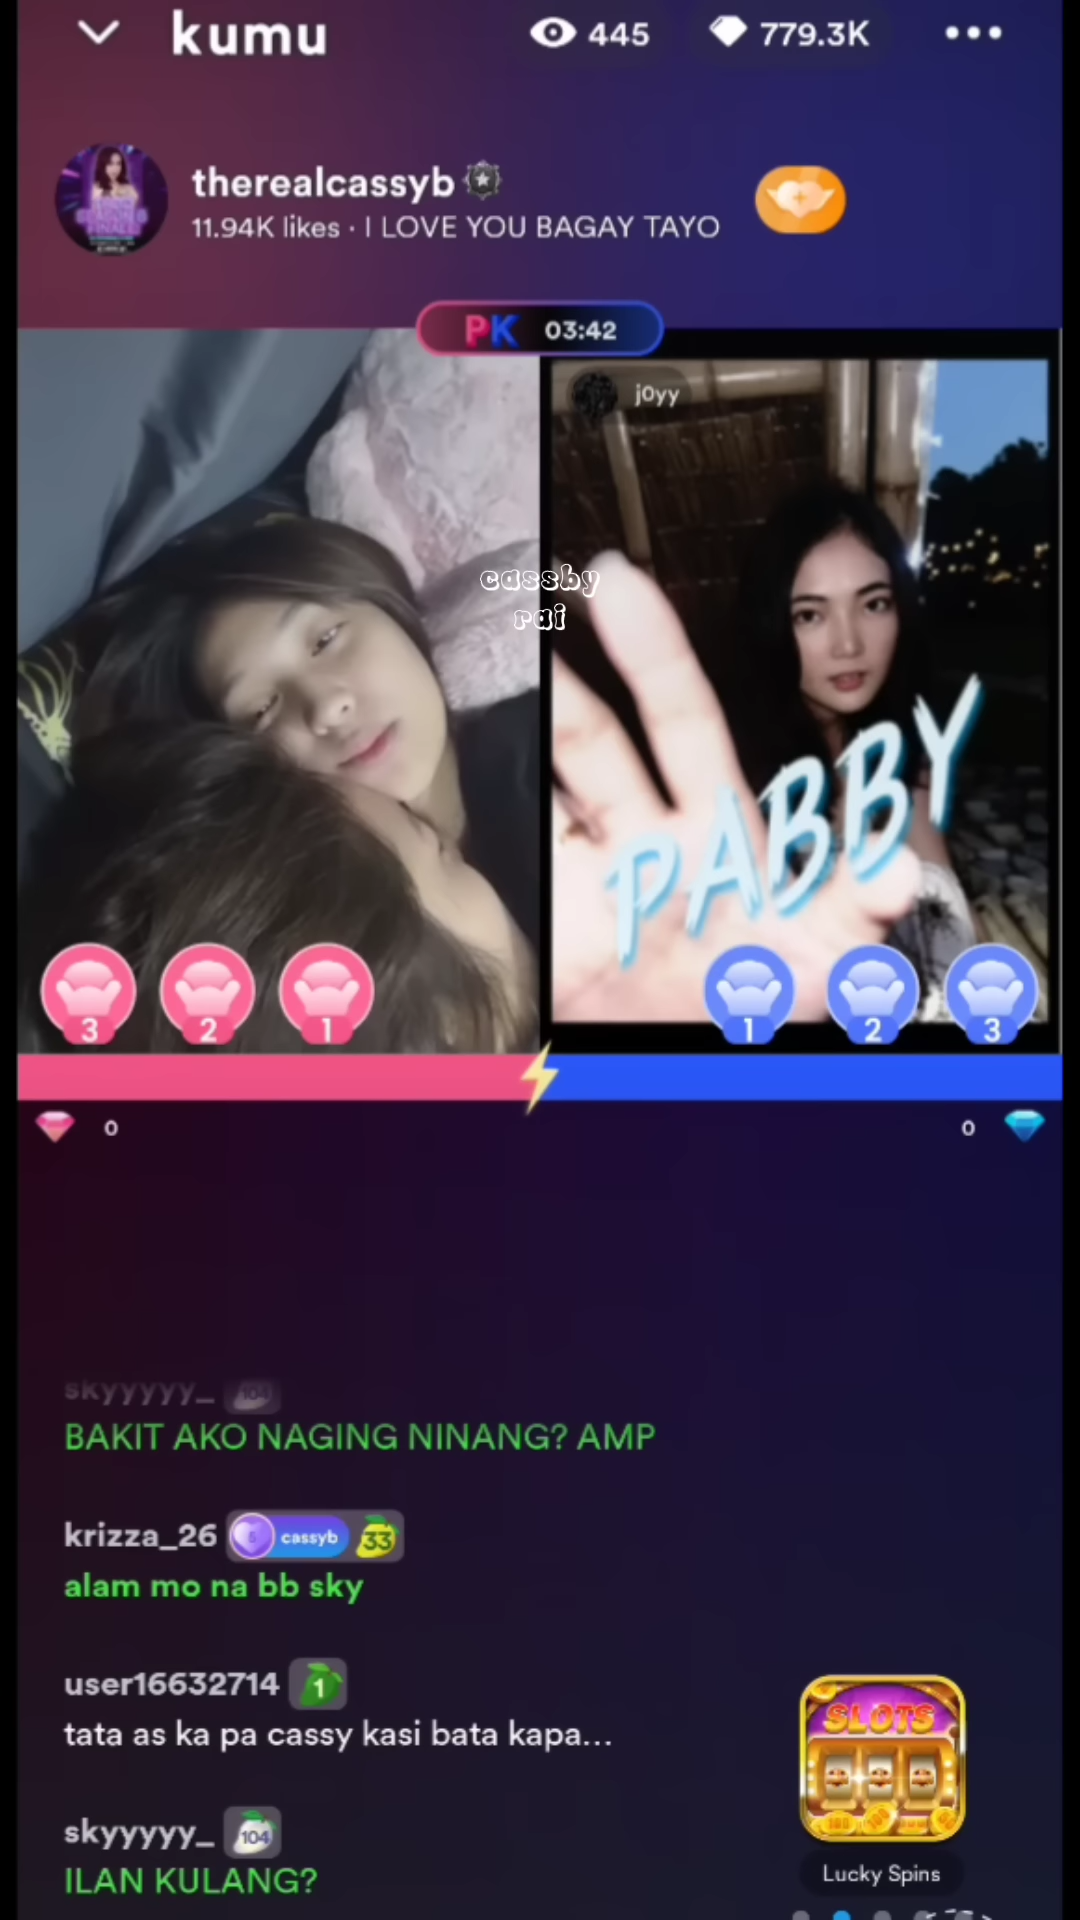 kumu 445 779.3K
therealcassyb
11.94K likes · I LOVE YOU BAGAY TAYO
PK 03:42
j0yy
cassby
rai
PABBY
3 2 1 1 2 3
0 0
skyyyyy_ 104
BAKIT AKO NAGING NINANG? AMP
krizza_26 cassyb 33
alam mo na bb sky
user16632714 1
tata as ka pa cassy kasi bata kapa...
skyyyyy_ 104
ILAN KULANG?
SLOTS
Lucky Spins